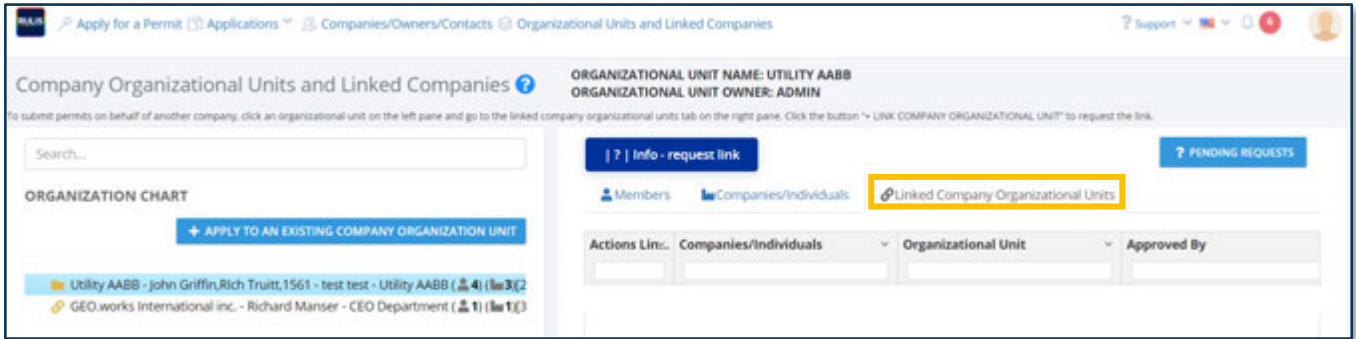 RULIS Apply for a Permit Applications Companies/Owners/Contacts Organizational Units and Linked Companies ? Support 6
Company Organizational Units and Linked Companies ?
ORGANIZATIONAL UNIT NAME: UTILITY AABB
ORGANIZATIONAL UNIT OWNER: ADMIN
To submit permits on behalf of another company, click an organizational unit on the left pane and go to the linked company organizational units tab on the right pane. Click the button "+ LINK COMPANY ORGANIZATIONAL UNIT" to request the link.
Search...
| ? | Info - request link
? PENDING REQUESTS
ORGANIZATION CHART
Members Companies/Individuals Linked Company Organizational Units
+ APPLY TO AN EXISTING COMPANY ORGANIZATION UNIT
Actions Lin... Companies/Individuals Organizational Unit Approved By
Utility AABB - John Griffin,RIch Truitt,1561 - test test - Utility AABB ( 4) ( 3)(2
GEO.works International inc. - Richard Manser - CEO Department ( 1) ( 1)(3